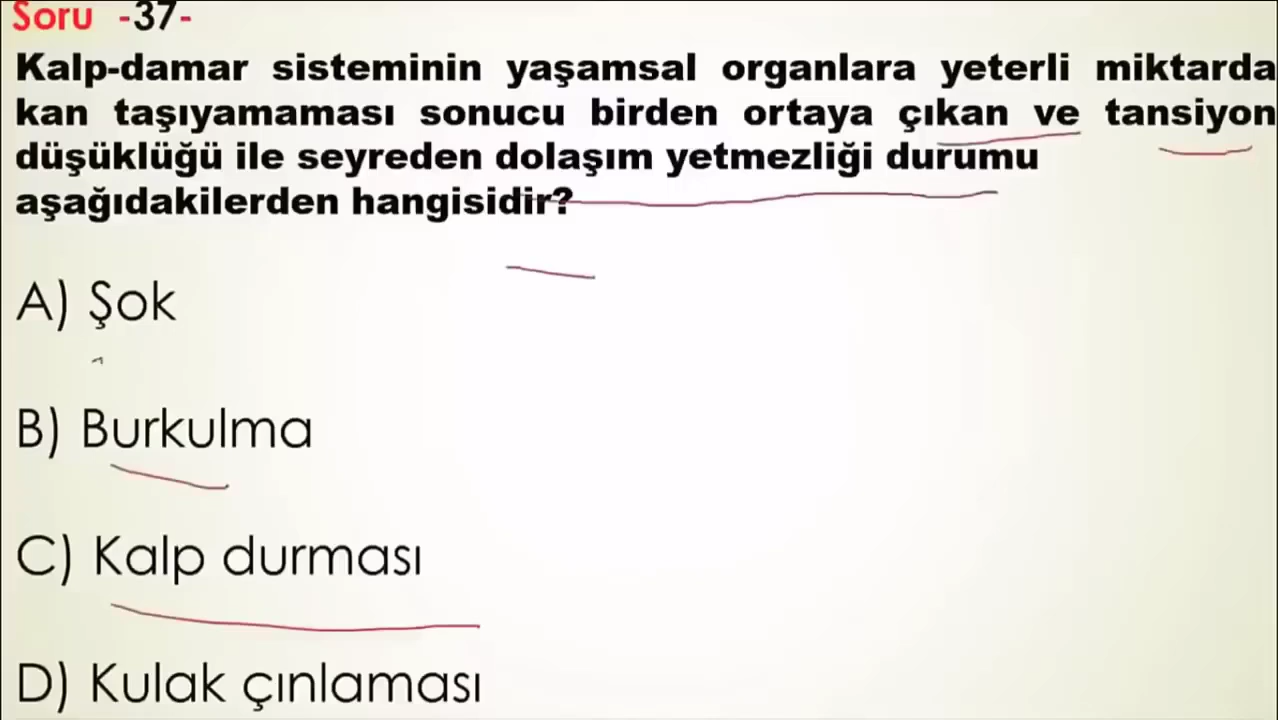 Soru -37-
Kalp-damar sisteminin yaşamsal organlara yeterli miktarda
kan taşıyamaması sonucu birden ortaya çıkan ve tansiyon
düşüklüğü ile seyreden dolaşım yetmezliği durumu
aşağıdakilerden hangisidir?
A) Şok
B) Burkulma
C) Kalp durması
D) Kulak çınlaması